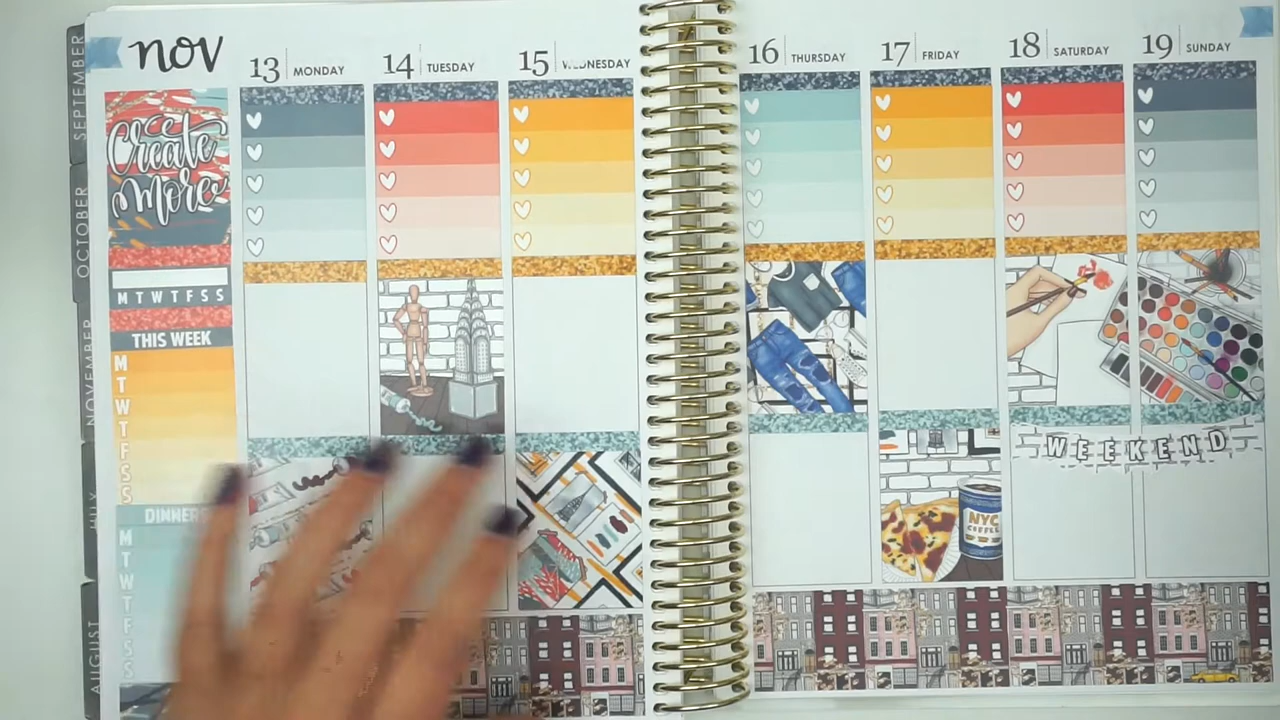 SEPTEMBER
OCTOBER
NOVEMBER
AUGUST
nov
13 MONDAY
14 TUESDAY
15 WEDNESDAY
16 THURSDAY
17 FRIDAY
18 SATURDAY
19 SUNDAY
Create
More
M T W T F S S
THIS WEEK
M
T
W
T
F
S
S
DINNER
M
T
W
T
F
S
S
WEEKEND
NYC
COFFEE